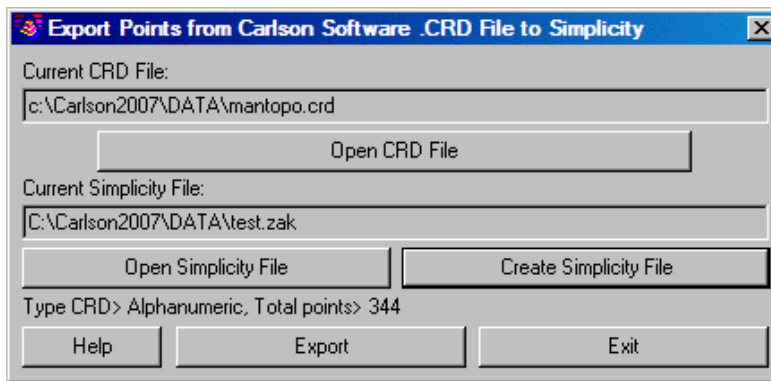 Export Points from Carlson Software .CRD File to Simplicity
Current CRD File:
c:\Carlson2007\DATA\mantopo.crd
Open CRD File
Current Simplicity File:
C:\Carlson2007\DATA\test.zak
Open Simplicity File Create Simplicity File
Type CRD> Alphanumeric, Total points> 344
Help Export Exit